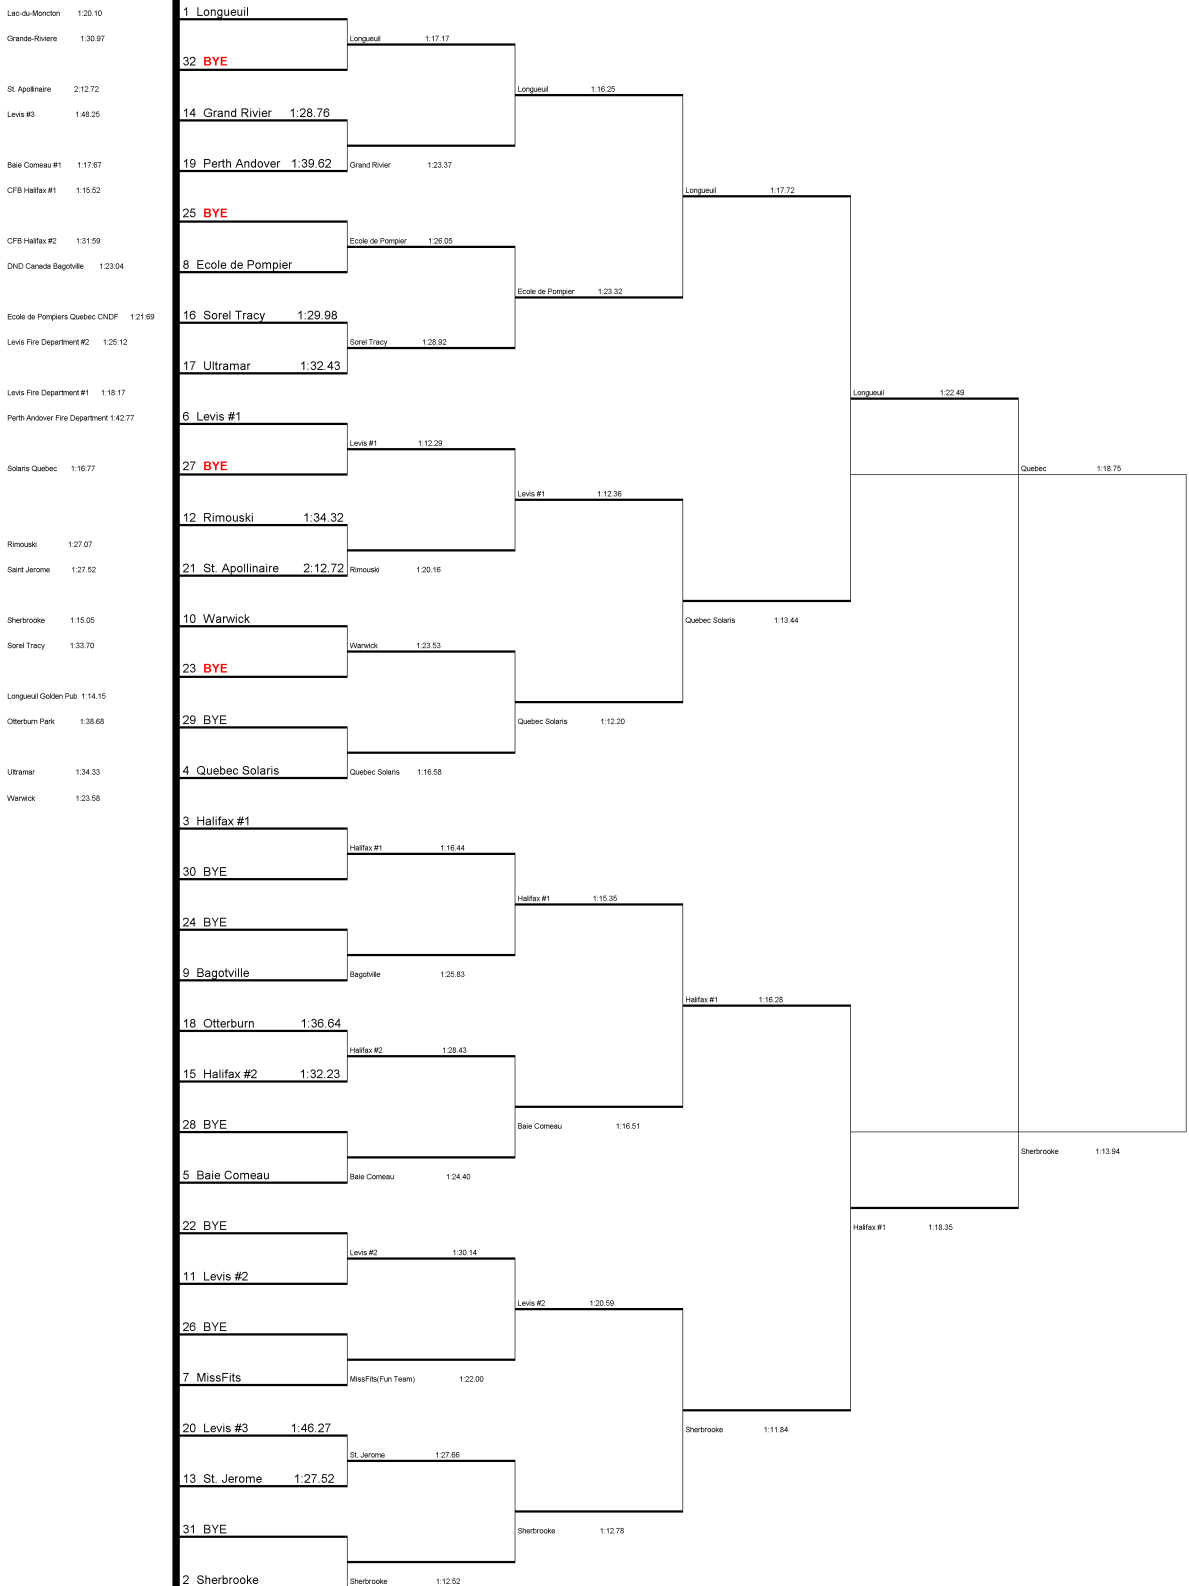 Lac-du-Moncton 1:20.10
Grande-Riviere 1:30.97
St. Apollinaire 2:12.72
Levis #3 1:48.25
Baie Comeau #1 1:17:67
CFB Halifax #1 1:15:52
CFB Halifax #2 1:31:59
DND Canada Bagotville 1:23:04
Ecole de Pompiers Quebec CNDF 1:21:69
Levis Fire Department #2 1:25:12
Levis Fire Department #1 1:18:17
Perth Andover Fire Department 1:42:77
Solaris Quebec 1:16:77
Rimouski 1:27.07
Saint Jerome 1:27.52
Sherbrooke 1:15.05
Sorel Tracy 1:33.70
Longueuil Golden Pub 1:14.15
Otterburn Park 1:38.68
Ultramar 1:34.33
Warwick 1:23.58
1 Longueuil
32 BYE
14 Grand Rivier 1:28.76
19 Perth Andover 1:39.62
25 BYE
8 Ecole de Pompier
16 Sorel Tracy 1:29.98
17 Ultramar 1:32.43
6 Levis #1
27 BYE
12 Rimouski 1:34.32
21 St. Apollinaire 2:12.72
10 Warwick
23 BYE
29 BYE
4 Quebec Solaris
3 Halifax #1
30 BYE
24 BYE
9 Bagotville
18 Otterburn 1:36.64
15 Halifax #2 1:32.23
28 BYE
5 Baie Comeau
22 BYE
11 Levis #2
26 BYE
7 MissFits
20 Levis #3 1:46.27
13 St. Jerome 1:27.52
31 BYE
2 Sherbrooke
Longueuil 1:17.17
Grand Rivier 1:23.37
Ecole de Pompier 1:26.05
Sorel Tracy 1:28.92
Levis #1 1:12.29
Rimouski 1:20.16
Warwick 1:23.53
Quebec Solaris 1:16.58
Halifax #1 1:16.44
Bagotville 1:25.83
Halifax #2 1:28.43
Baie Comeau 1:24.40
Levis #2 1:30.14
MissFits(Fun Team) 1:22.00
St. Jerome 1:27.66
Sherbrooke 1:12.52
Longueuil 1:16.25
Ecole de Pompier 1:23.32
Levis #1 1:12.36
Quebec Solaris 1:12.20
Halifax #1 1:15.35
Baie Comeau 1:16.51
Levis #2 1:20.59
Sherbrooke 1:12.78
Longueuil 1:17.72
Quebec Solaris 1:13.44
Halifax #1 1:16.28
Sherbrooke 1:11.84
Longueuil 1:22.49
Halifax #1 1:18.35
Quebec 1:18.75
Sherbrooke 1:13.94